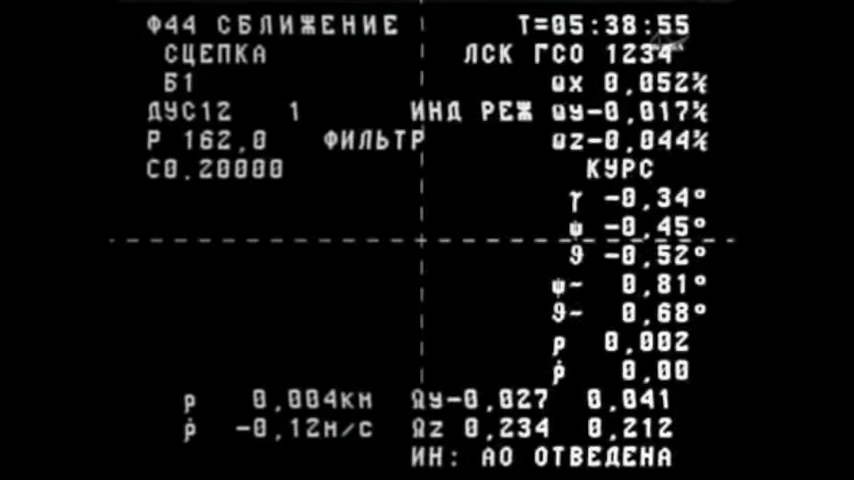 Ф44 СБЛИЖЕНИЕ T=05:38:55
СЦЕПКА ЛСК ГСО 1234
Б1 ωx 0,052%
ДУС12 1 ИНД РЕЖ ωy-0,017%
Р 162,0 ФИЛЬТР ωz-0,044%
С0.20000 КУРС
γ -0,34°
ψ -0,45°
ϑ -0,52°
ψ~ 0,81°
ϑ~ 0,68°
ρ 0,002
ρ̇ 0,00
ρ 0,004км Ωy-0,027 0,041
ρ̇ -0,12м/с Ωz 0,234 0,212
ИН: АО ОТВЕДЕНА